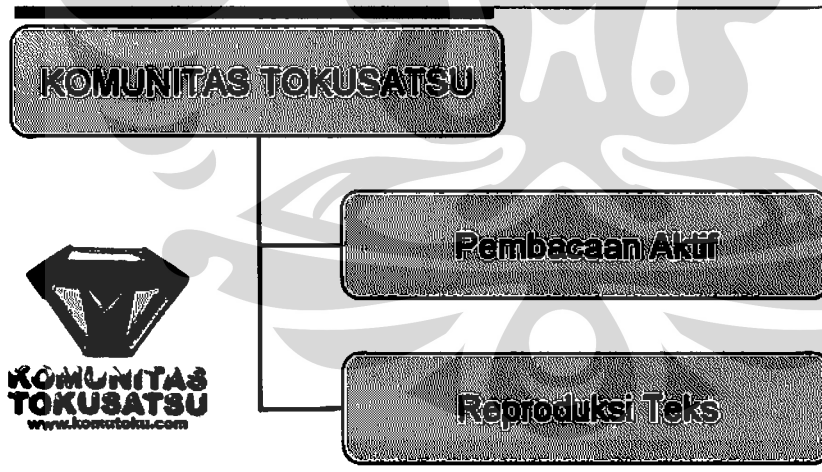 KOMUNITAS TOKUSATSU
Pembacaan Aktif
KOMUNITAS
TOKUSATSU
www.komutoku.com
Reproduksi Teks